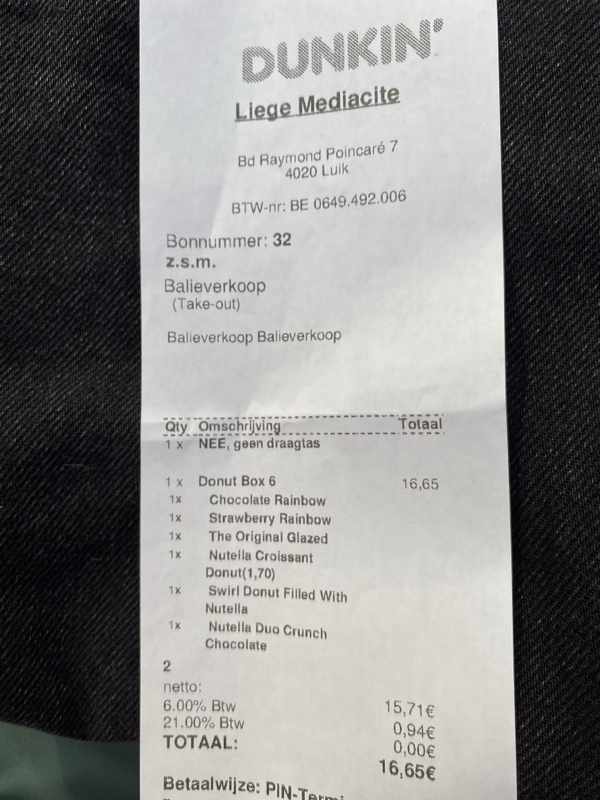 DUNKIN'
Liege Mediacite
Bd Raymond Poincaré 7
4020 Luik
BTW-nr: BE 0649.492.006
Bonnummer: 32
z.s.m.
Balieverkoop
(Take-out)
Balieverkoop Balieverkoop
Qty Omschrijving Totaal
1 x NEE, geen draagtas
1 x Donut Box 6 16,65
1x Chocolate Rainbow
1x Strawberry Rainbow
1x The Original Glazed
1x Nutella Croissant
Donut(1,70)
1x Swirl Donut Filled With
Nutella
1x Nutella Duo Crunch
Chocolate
2
netto: 15,71€
6.00% Btw 0,94€
21.00% Btw 0,00€
TOTAAL: 16,65€
Betaalwijze: PIN-Termi